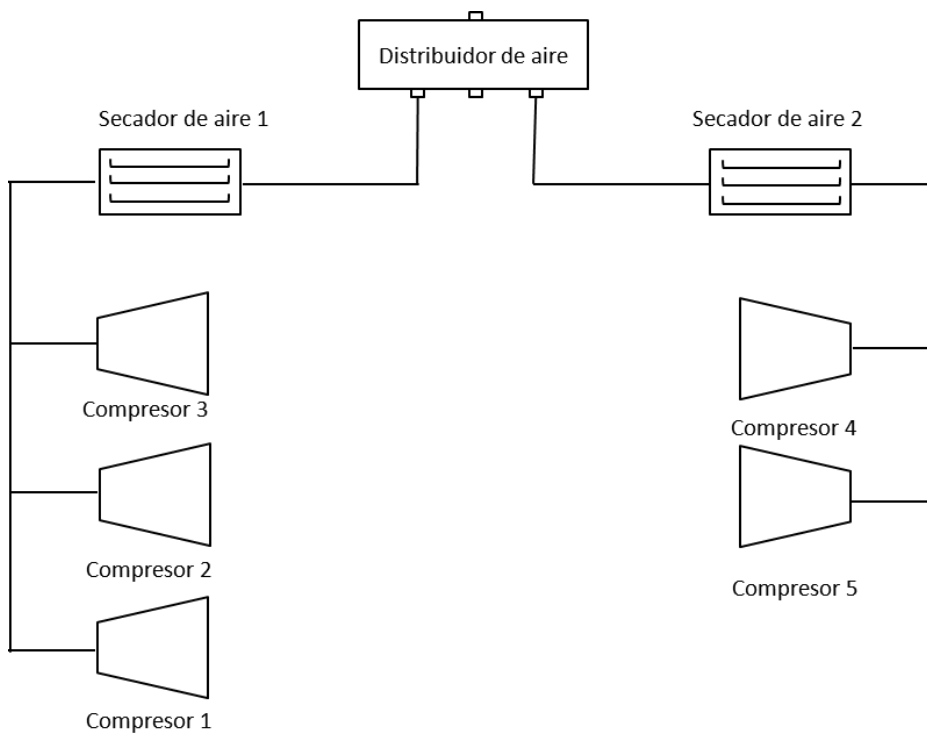 Distribuidor de aire
Secador de aire 1
Secador de aire 2
Compresor 3
Compresor 4
Compresor 2
Compresor 5
Compresor 1